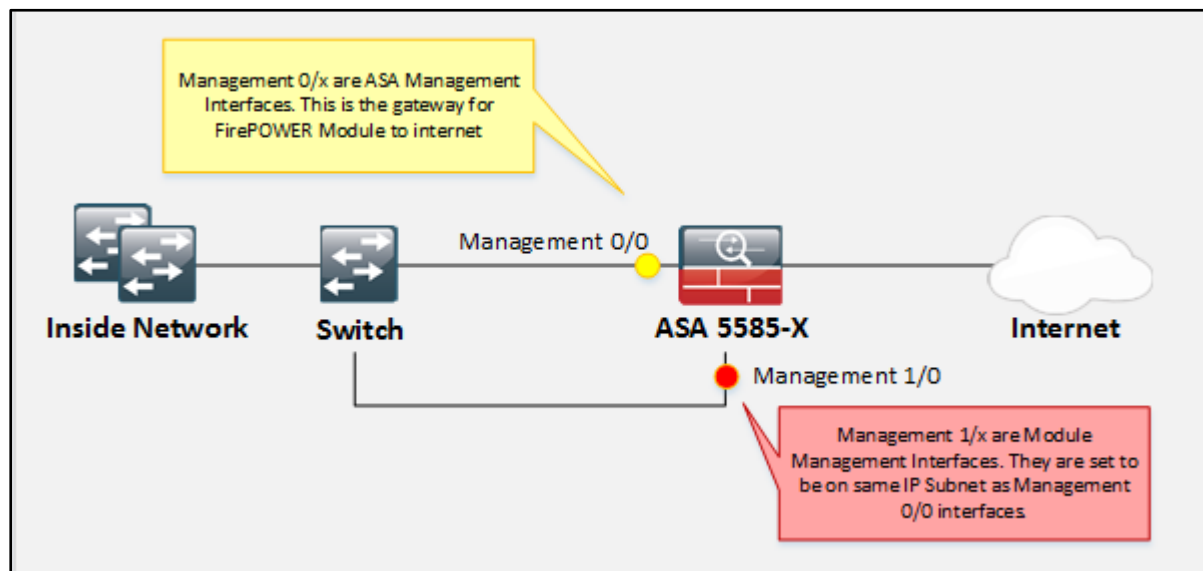 Management 0/x are ASA Management
Interfaces. This is the gateway for
FirePOWER Module to internet
Management 0/0
Inside Network
Switch
ASA 5585-X
Internet
Management 1/0
Management 1/x are Module
Management Interfaces. They are set to
be on same IP Subnet as Management
0/0 interfaces.